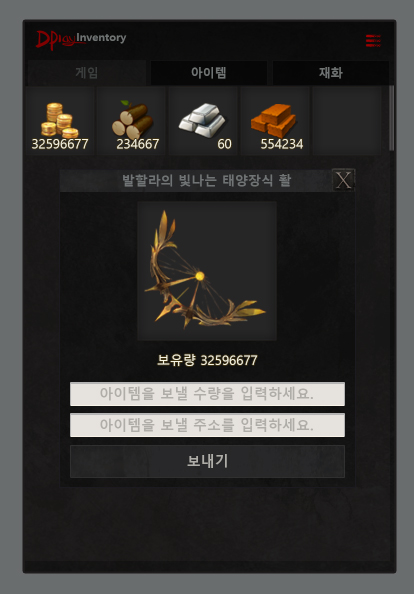 DPlay Inventory
게임 아이템 재화
32596677 234667 60 554234
발할라의 빛나는 태양장식 활 X
보유량 32596677
아이템을 보낼 수량을 입력하세요.
아이템을 보낼 주소를 입력하세요.
보내기